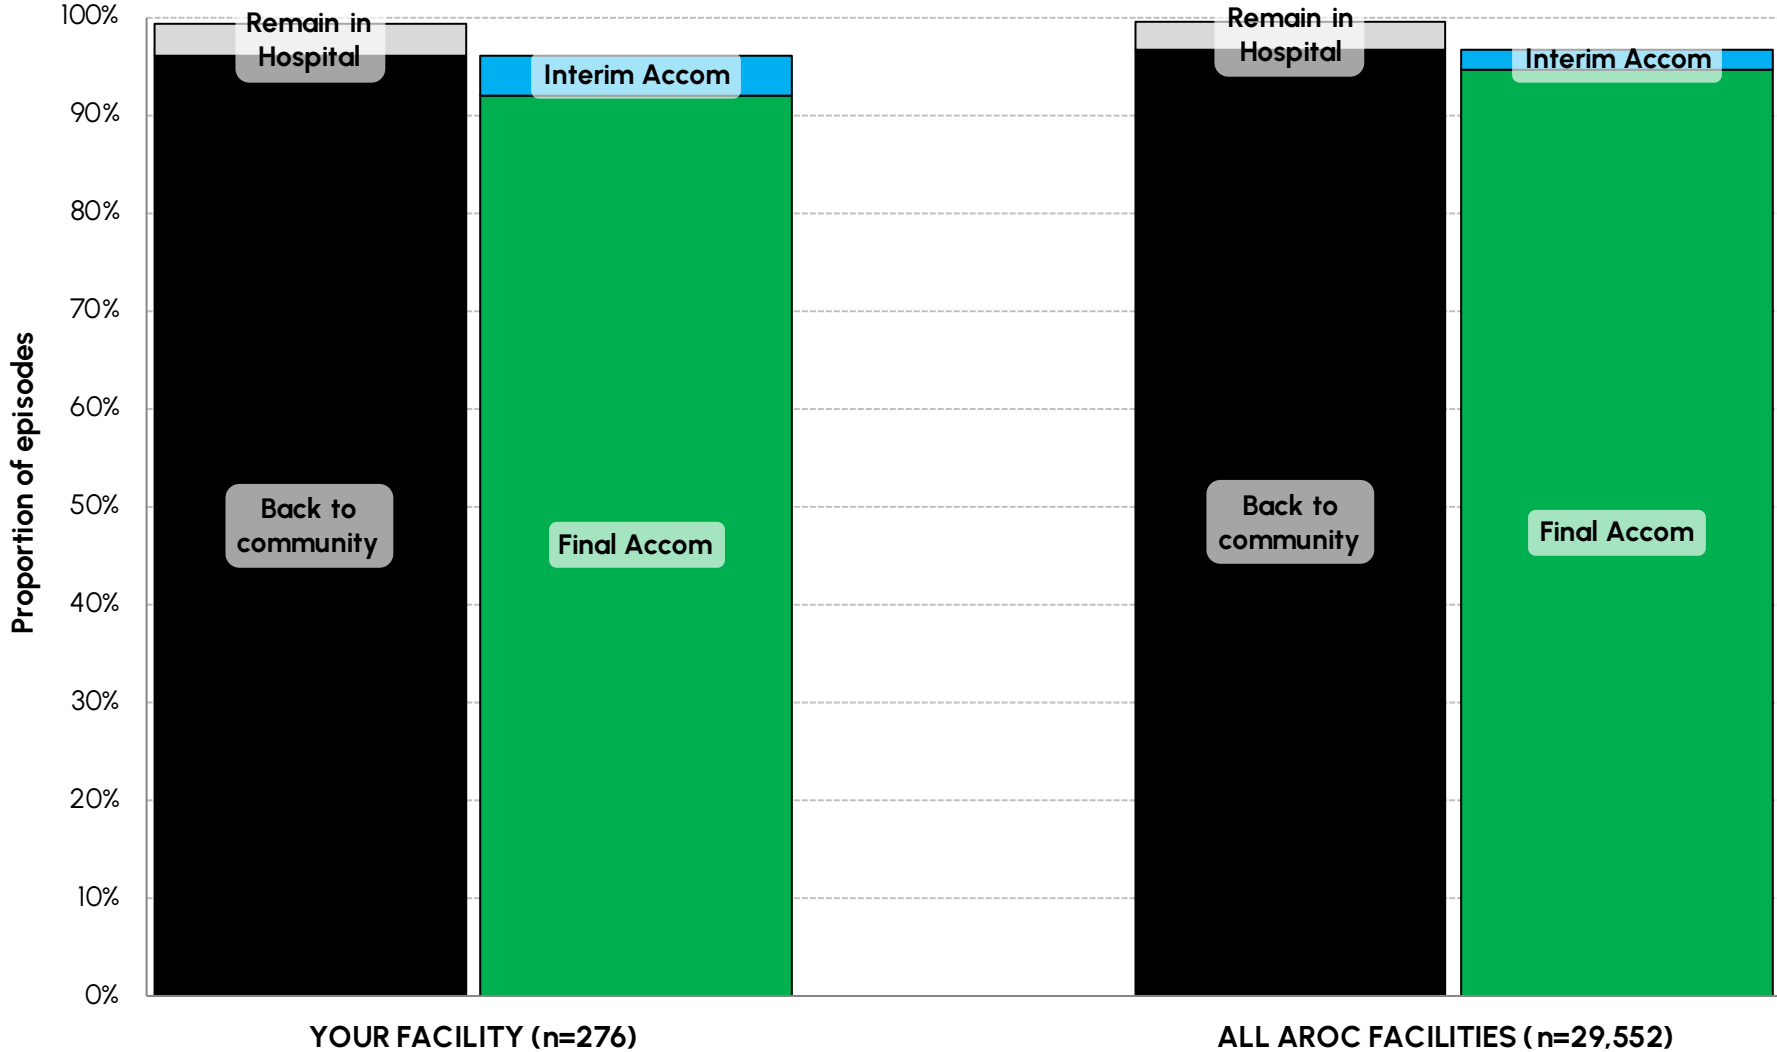 100%
90%
80%
70%
60%
50%
40%
30%
20%
10%
0%
Proportion of episodes
Remain in
Hospital
Back to
community
Interim Accom
Final Accom
Remain in
Hospital
Back to
community
Interim Accom
Final Accom
YOUR FACILITY (n=276)
ALL AROC FACILITIES (n=29,552)